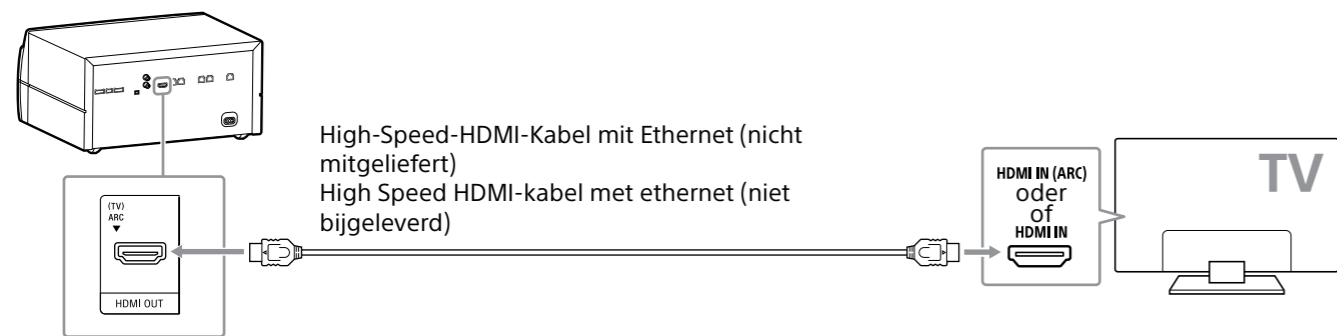 High-Speed-HDMI-Kabel mit Ethernet (nicht
mitgeliefert)
High Speed HDMI-kabel met ethernet (niet
bijgeleverd)
(TV)
ARC
HDMI OUT
HDMI IN (ARC)
oder
of
HDMI IN
TV